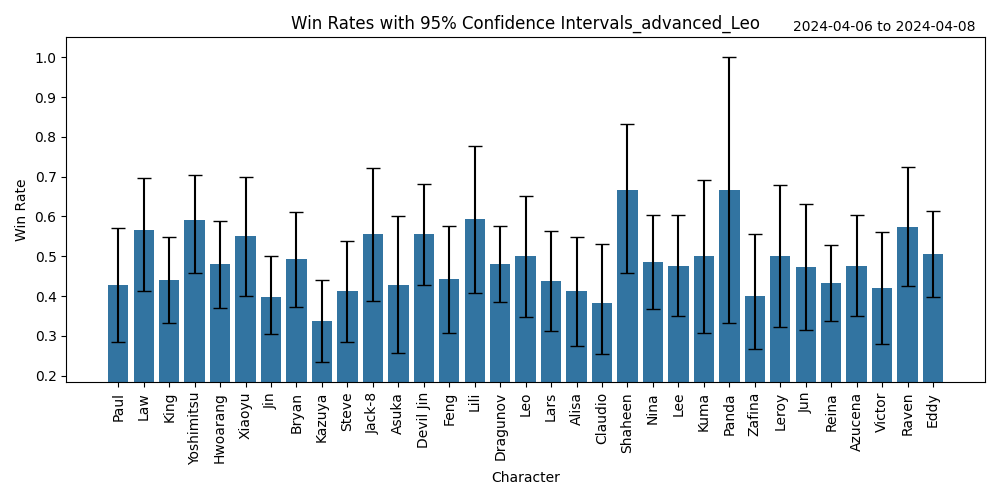 Win Rates with 95% Confidence Intervals_advanced_Leo
2024-04-06 to 2024-04-08
Win Rate
1.0
0.9
0.8
0.7
0.6
0.5
0.4
0.3
0.2
Paul
Law
King
Yoshimitsu
Hwoarang
Xiaoyu
Jin
Bryan
Kazuya
Steve
Jack-8
Asuka
Devil Jin
Feng
Lili
Dragunov
Leo
Lars
Alisa
Claudio
Shaheen
Nina
Lee
Kuma
Panda
Zafina
Leroy
Jun
Reina
Azucena
Victor
Raven
Eddy
Character